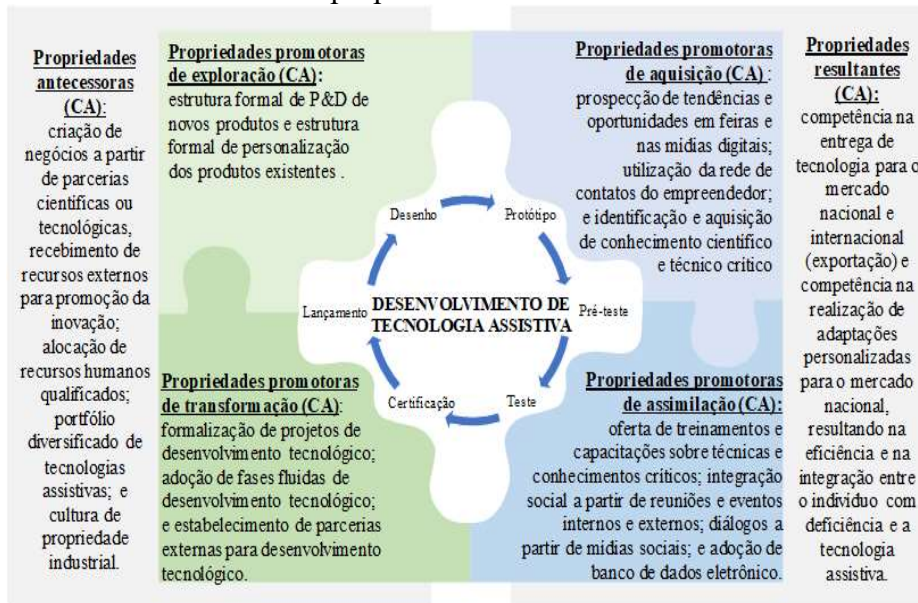 Propriedades
antecessoras
(CA):
criação de
negócios a partir
de parcerias
cientificas ou
tecnológicas,
recebimento de
recursos externos
para promoção da
inovação;
alocação de
recursos humanos
qualificados;
portfólio
diversificado de
tecnologias
assistivas; e
cultura de
propriedade
industrial.
Propriedades promotoras
de exploração (CA):
estrutura formal de P&D de
novos produtos e estrutura
formal de personalização
dos produtos existentes .
Propriedades promotoras
de aquisição (CA) :
prospecção de tendências e
oportunidades em feiras e
nas mídias digitais;
utilização da rede de
contatos do empreendedor;
e identificação e aquisição
de conhecimento científico
e técnico critico
Desenho
Protótipo
Lançamento
DESENVOLVIMENTO DE
TECNOLOGIA ASSISTIVA
Pré-teste
Certificação
Teste
Propriedades promotoras
de transformação (CA):
formalização de projetos de
desenvolvimento tecnológico;
adoção de fases fluidas de
desenvolvimento tecnológico;
e estabelecimento de parcerias
externas para desenvolvimento
tecnológico.
Propriedades promotoras
de assimilação (CA):
oferta de treinamentos e
capacitações sobre técnicas e
conhecimentos críticos; integração
social a partir de reuniões e eventos
internos e externos; diálogos a
partir de mídias sociais; e adoção de
banco de dados eletrônico.
Propriedades
resultantes
(CA):
competência na
entrega de
tecnologia para o
mercado
nacional e
internacional
(exportação) e
competência na
realização de
adaptações
personalizadas
para o mercado
nacional,
resultando na
eficiência e na
integração entre
o indivíduo com
deficiência e a
tecnologia
assistiva.